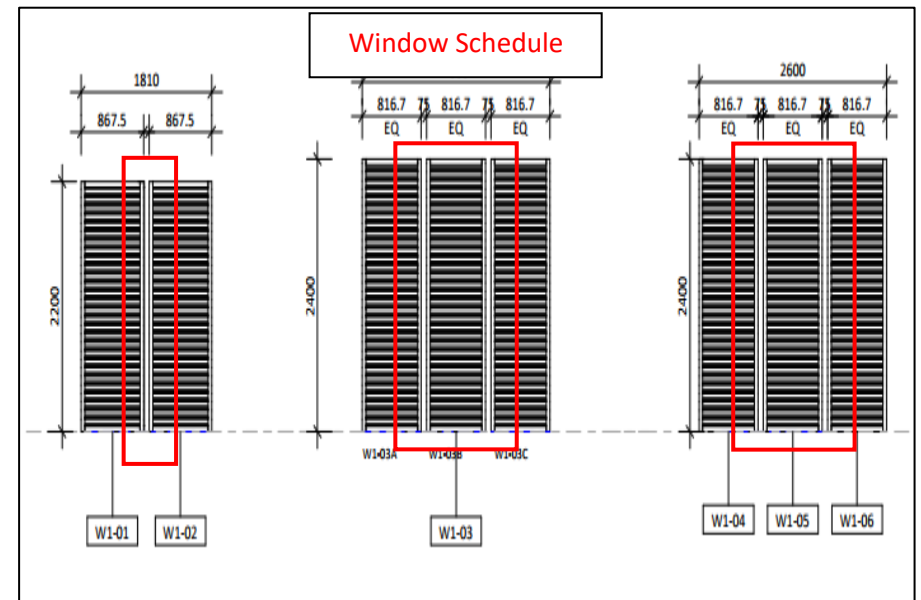 Window Schedule
1810
867.5 867.5
2200
W1-01 W1-02
816.7 75 816.7 75 816.7
EQ EQ EQ
2400
W1-03A W1-03B W1-03C
W1-03
2600
816.7 75 816.7 75 816.7
EQ EQ EQ
2400
W1-04 W1-05 W1-06